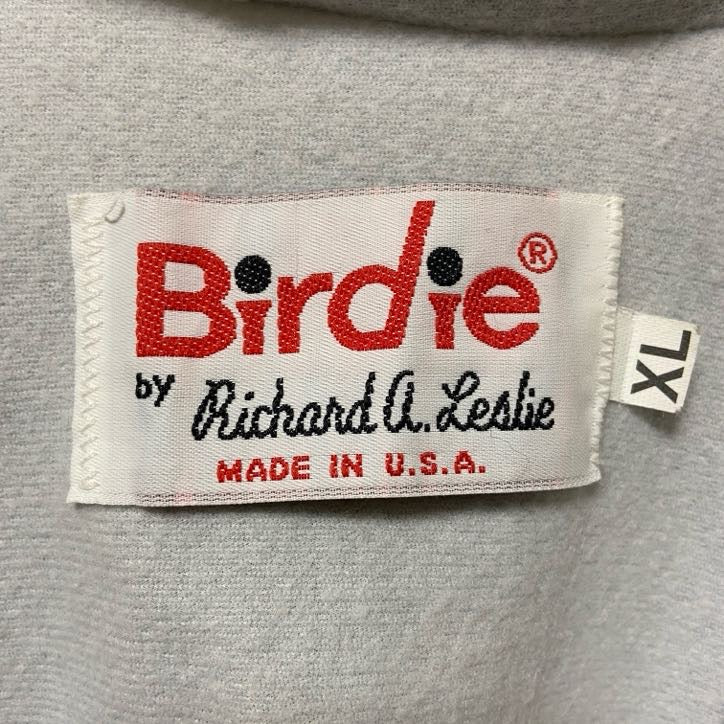 Birdie®
by Richard A. Leslie
MADE IN U.S.A.
XL